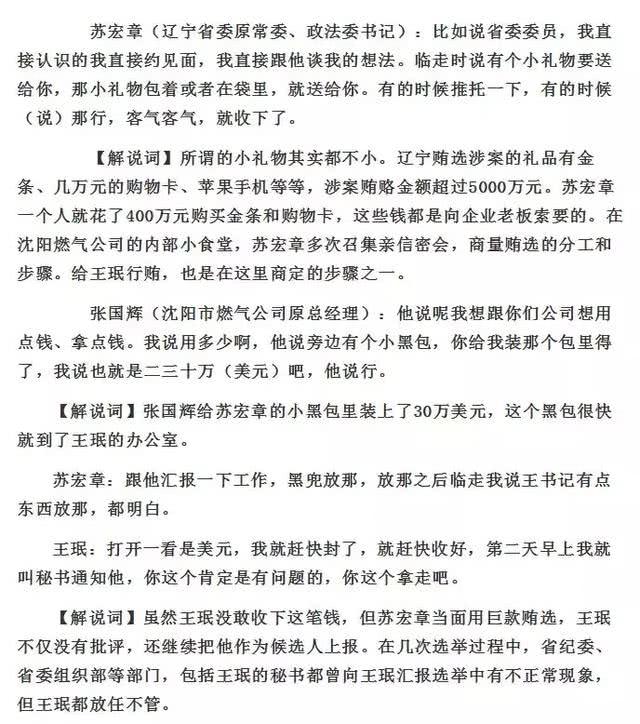 苏宏章（辽宁省委原常委、政法委书记）：比如说省委委员，我直
接认识的我直接约见面，我直接跟他谈我的想法。临走时说有个小礼物要送
给你，那小礼物包着或者在袋里，就送给你。有的时候推托一下，有的时候
（说）那行，客气客气，就收下了。
【解说词】所谓的小礼物其实都不小。辽宁贿选涉案的礼品有金
条、几万元的购物卡、苹果手机等等，涉案贿赂金额超过5000万元。苏宏章
一个人就花了400万元购买金条和购物卡，这些钱都是向企业老板索要的。在
沈阳燃气公司的内部小食堂，苏宏章多次召集亲信密会，商量贿选的分工和
步骤。给王珉行贿，也是在这里商定的步骤之一。
张国辉（沈阳市燃气公司原总经理）：他说呢我想跟你们公司想用
点钱、拿点钱。我说用多少啊，他说旁边有个小黑包，你给我装那个包里得
了，我说也就是二三十万（美元）吧，他说行。
【解说词】张国辉给苏宏章的小黑包里装上了30万美元，这个黑包很快
就到了王珉的办公室。
苏宏章：跟他汇报一下工作，黑兜放那，放那之后临走我说王书记有点
东西放那，都明白。
王珉：打开一看是美元，我就赶快封了，就赶快收好，第二天早上我就
叫秘书通知他，你这个肯定是有问题的，你这个拿走吧。
【解说词】虽然王珉没敢收下这笔钱，但苏宏章当面用巨款贿选，王珉
不仅没有批评，还继续把他作为候选人上报。在几次选举过程中，省纪委、
省委组织部等部门，包括王珉的秘书都曾向王珉汇报选举中有不正常现象，
但王珉都放任不管。